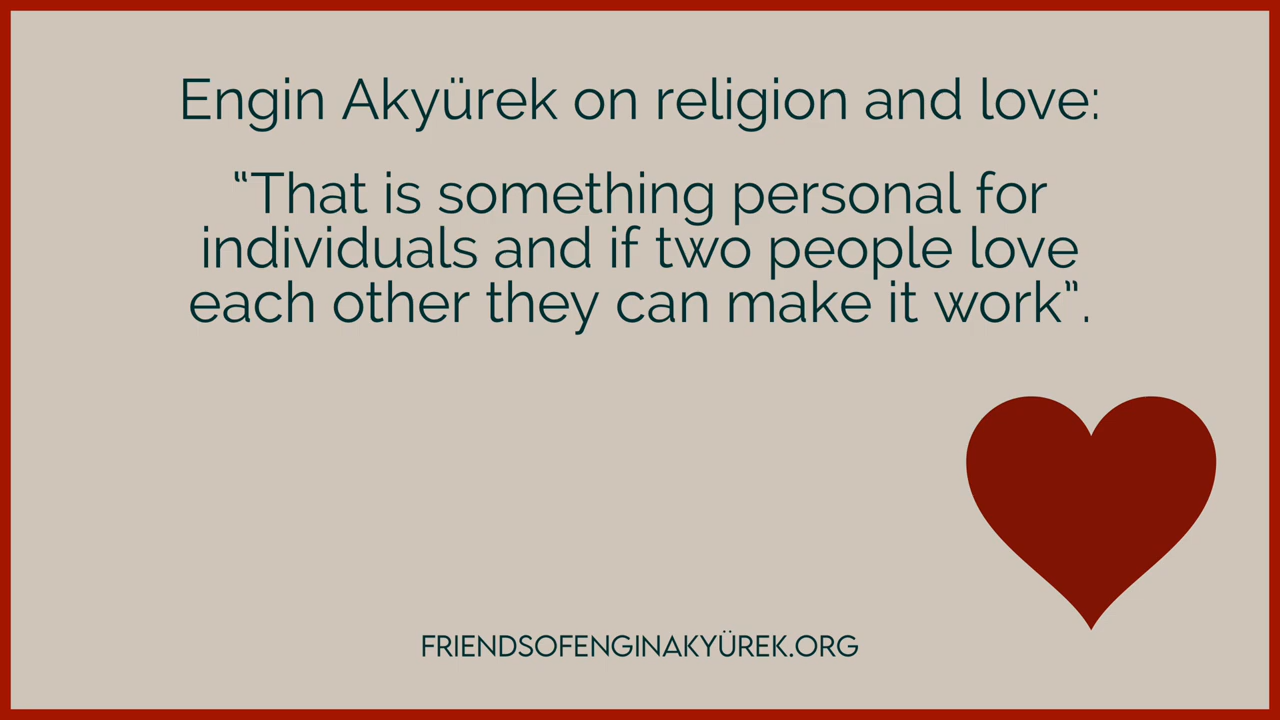 Engin Akyürek on religion and love:
“That is something personal for
individuals and if two people love
each other they can make it work”.
FRIENDSOFENGINAKYÜREK.ORG